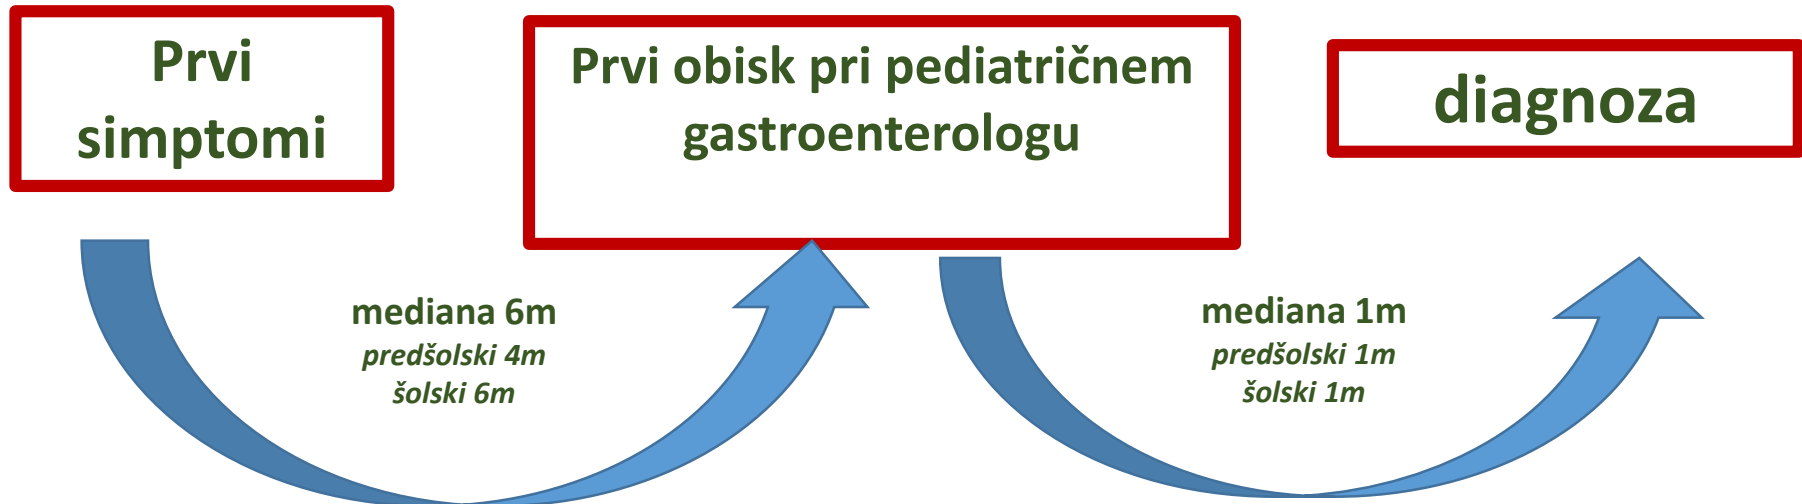 Prvi
simptomi
Prvi obisk pri pediatričnem
gastroenterologu
diagnoza
mediana 6m
predšolski 4m
šolski 6m
mediana 1m
predšolski 1m
šolski 1m